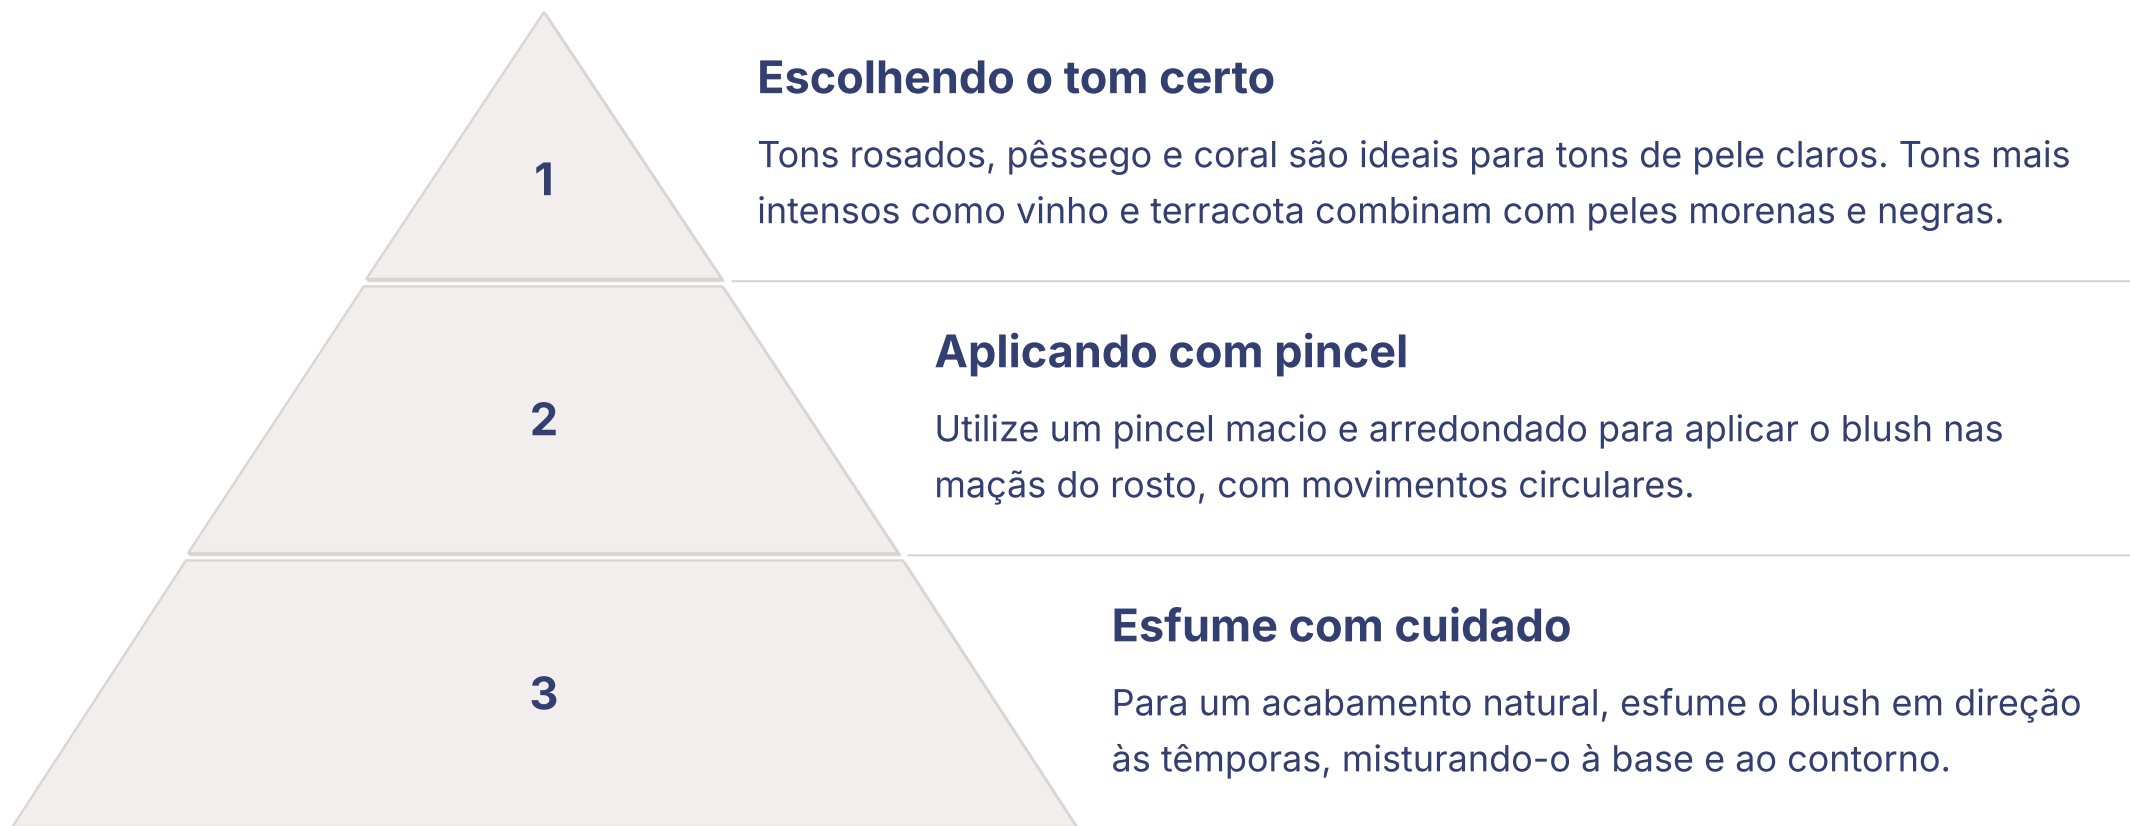 Escolhendo o tom certo
Tons rosados, pêssego e coral são ideais para tons de pele claros. Tons mais
intensos como vinho e terracota combinam com peles morenas e negras.
1
Aplicando com pincel
Utilize um pincel macio e arredondado para aplicar o blush nas
maçãs do rosto, com movimentos circulares.
2
Esfume com cuidado
Para um acabamento natural, esfume o blush em direção
às têmporas, misturando-o à base e ao contorno.
3